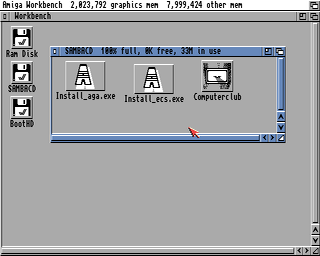 Amiga Workbench 2,023,792 graphics mem 7,999,424 other mem
Workbench
Ram Disk
SAMBACD
BootHD
SAMBACD 100% full, 0K free, 33M in use
Install_aga.exe
Install_ecs.exe
Computerclub